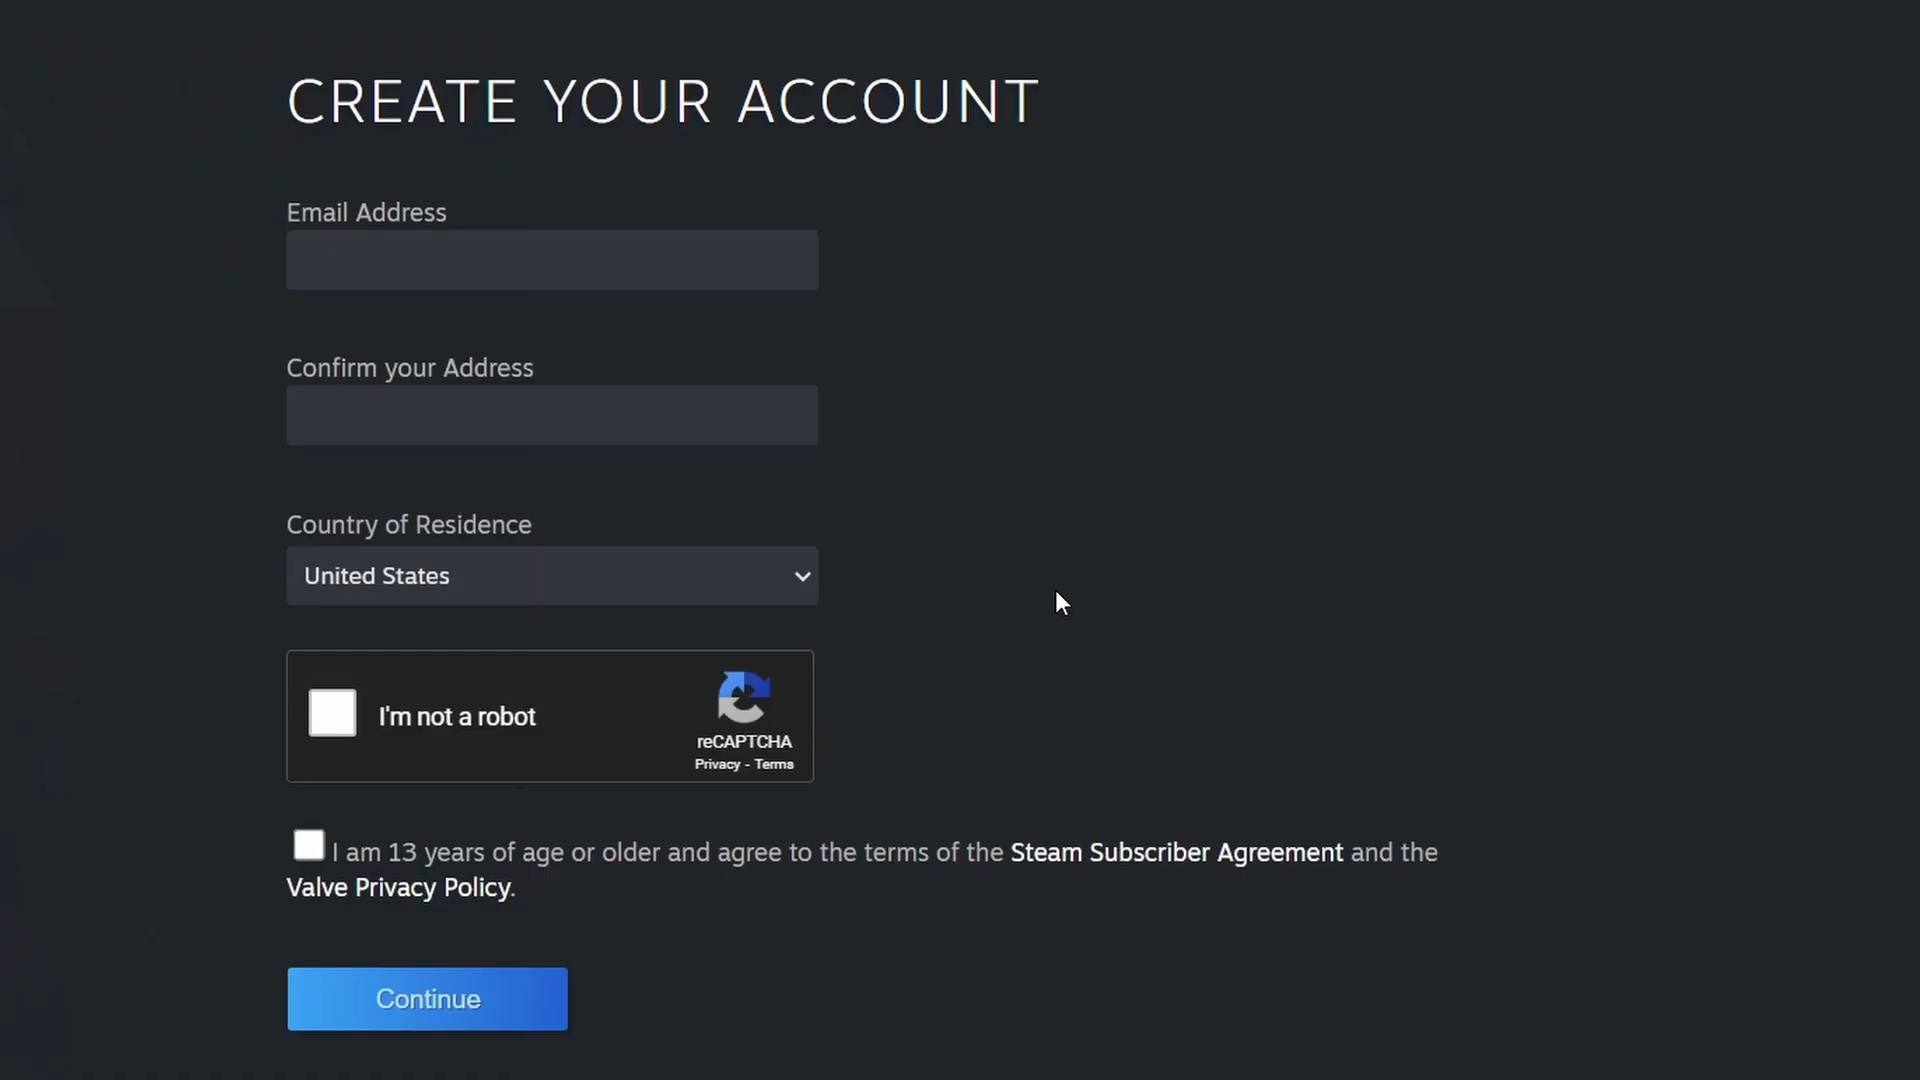 CREATE YOUR ACCOUNT
Email Address
Confirm your Address
Country of Residence
United States
I'm not a robot
reCAPTCHA
Privacy - Terms
I am 13 years of age or older and agree to the terms of the Steam Subscriber Agreement and the
Valve Privacy Policy.
Continue